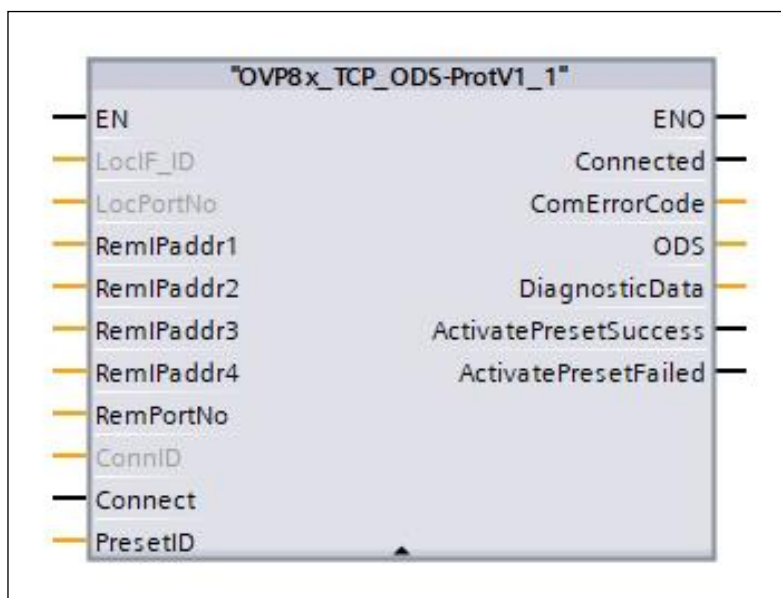 "OVP8x_TCP_ODS-ProtV1_1"
EN ENO
LocIF_ID Connected
LocPortNo ComErrorCode
RemIPaddr1 ODS
RemIPaddr2 DiagnosticData
RemIPaddr3 ActivatePresetSuccess
RemIPaddr4 ActivatePresetFailed
RemPortNo
ConnID
Connect
PresetID